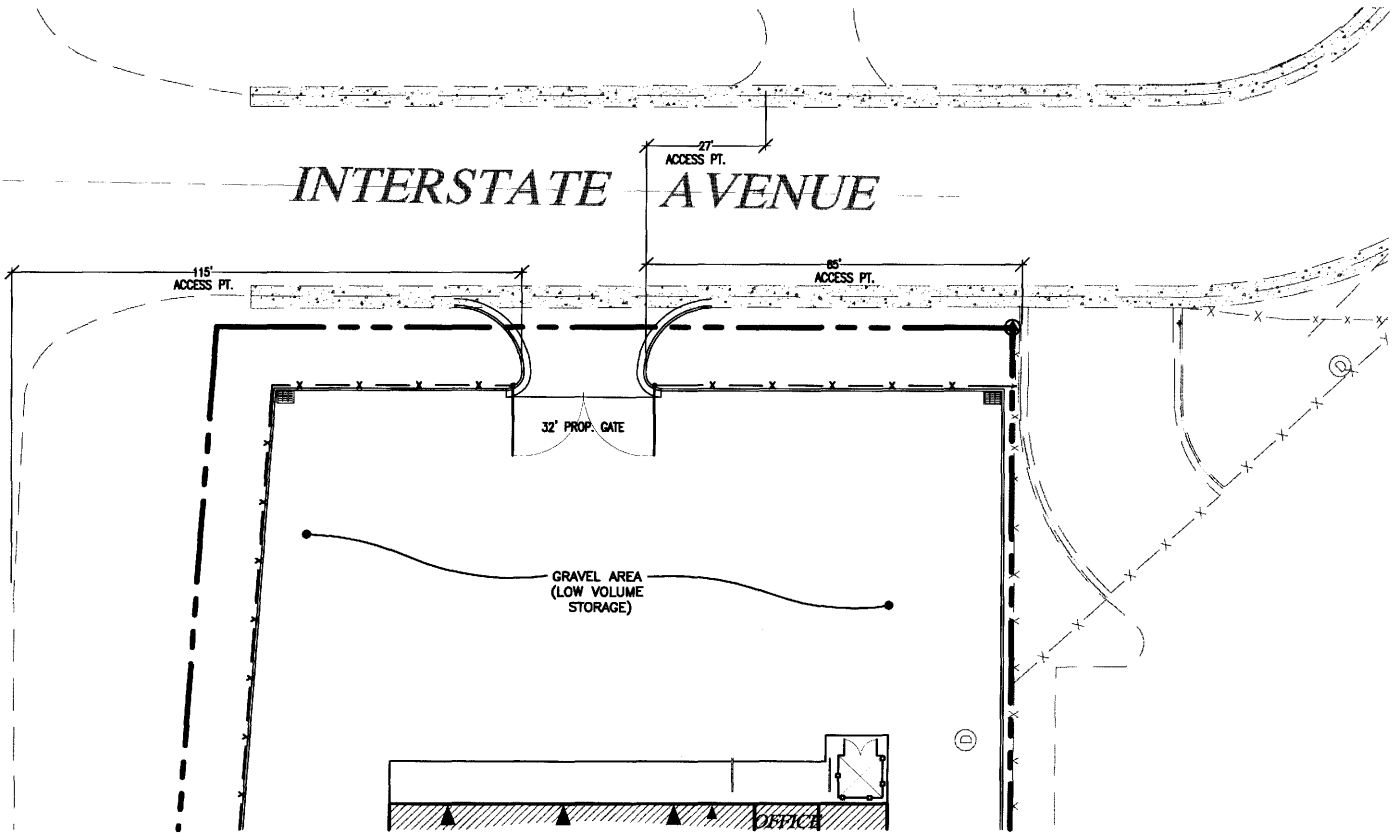 27'
ACCESS PT.
INTERSTATE AVENUE
115'
ACCESS PT.
85'
ACCESS PT.
32' PROP. GATE
D
GRAVEL AREA
(LOW VOLUME
STORAGE)
D
OFFICE